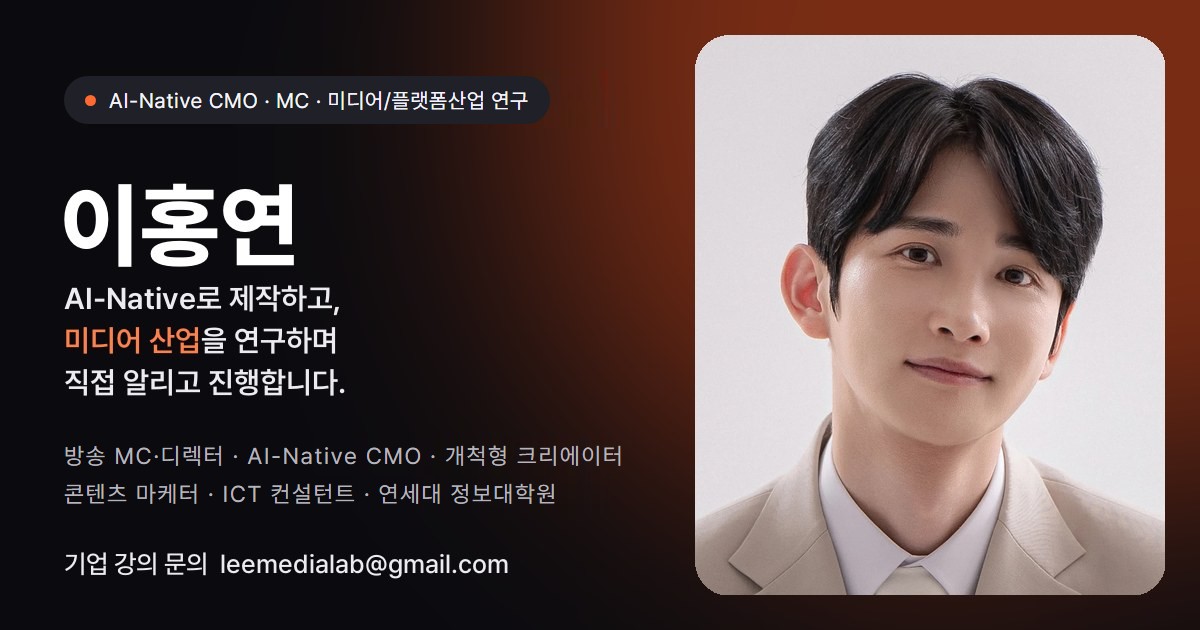 AI-Native CMO · MC · 미디어/플랫폼산업 연구
이홍연
AI-Native로 제작하고,
미디어 산업을 연구하며
직접 알리고 진행합니다.
방송 MC·디렉터 · AI-Native CMO · 개척형 크리에이터
콘텐츠 마케터 · ICT 컨설턴트 · 연세대 정보대학원
기업 강의 문의 leemedialab@gmail.com